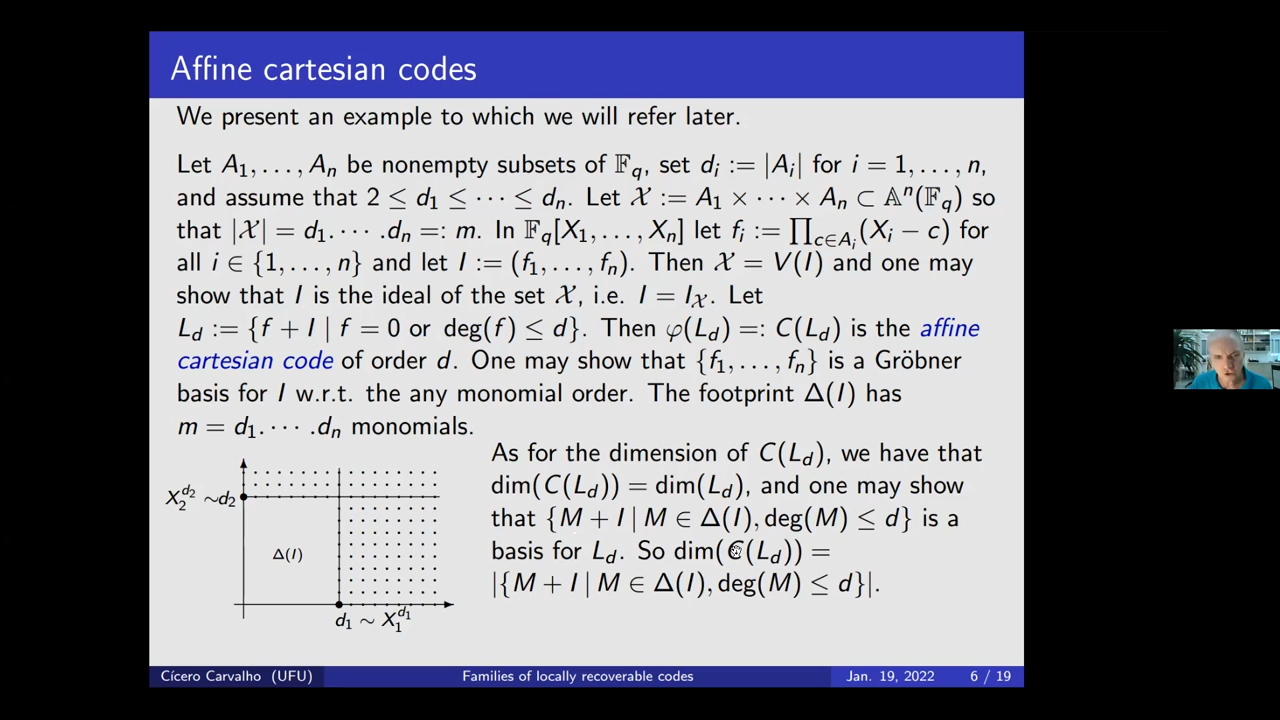 Affine cartesian codes
We present an example to which we will refer later.
Let A₁, . . . , Aₙ be nonempty subsets of 𝔽_q, set dᵢ := |Aᵢ| for i = 1, . . . , n,
and assume that 2 ≤ d₁ ≤ · · · ≤ dₙ. Let 𝒳 := A₁ × · · · × Aₙ ⊂ 𝔸ⁿ(𝔽_q) so
that |𝒳| = d₁. · · · .dₙ =: m. In 𝔽_q[X₁, . . . , Xₙ] let fᵢ := ∏_{c∈Aᵢ}(Xᵢ − c) for
all i ∈ {1, . . . , n} and let I := (f₁, . . . , fₙ). Then 𝒳 = V(I) and one may
show that I is the ideal of the set 𝒳, i.e. I = I_𝒳. Let
L_d := {f + I | f = 0 or deg(f) ≤ d}. Then φ(L_d) =: C(L_d) is the affine
cartesian code of order d. One may show that {f₁, . . . , fₙ} is a Gröbner
basis for I w.r.t. the any monomial order. The footprint Δ(I) has
m = d₁. · · · .dₙ monomials.
As for the dimension of C(L_d), we have that
dim(C(L_d)) = dim(L_d), and one may show
that {M + I | M ∈ Δ(I), deg(M) ≤ d} is a
basis for L_d. So dim(C(L_d)) =
|{M + I | M ∈ Δ(I), deg(M) ≤ d}|.
X₂^{d₂} ∼d₂
Δ(I)
d₁ ∼ X₁^{d₁}
Cícero Carvalho (UFU)
Families of locally recoverable codes
Jan. 19, 2022
6 / 19